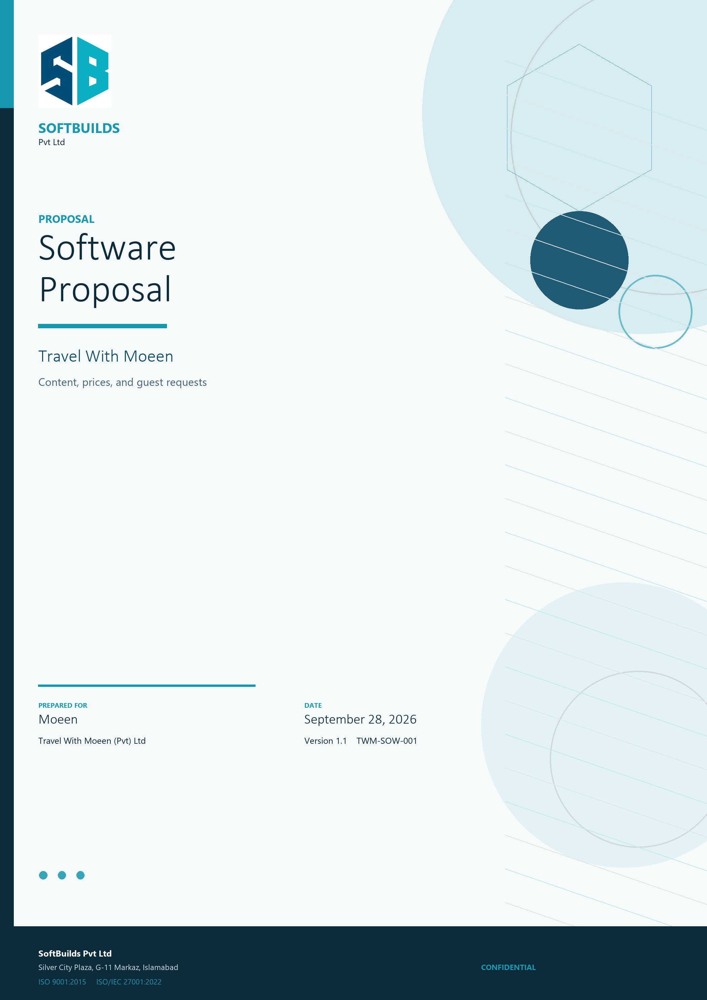 SB
SOFTBUILDS
Pvt Ltd
PROPOSAL
Software
Proposal
Travel With Moeen
Content, prices, and guest requests
PREPARED FOR
Moeen
Travel With Moeen (Pvt) Ltd
DATE
September 28, 2026
Version 1.1 TWM-SOW-001
SoftBuilds Pvt Ltd
Silver City Plaza, G-11 Markaz, Islamabad
ISO 9001:2015 ISO/IEC 27001:2022
CONFIDENTIAL